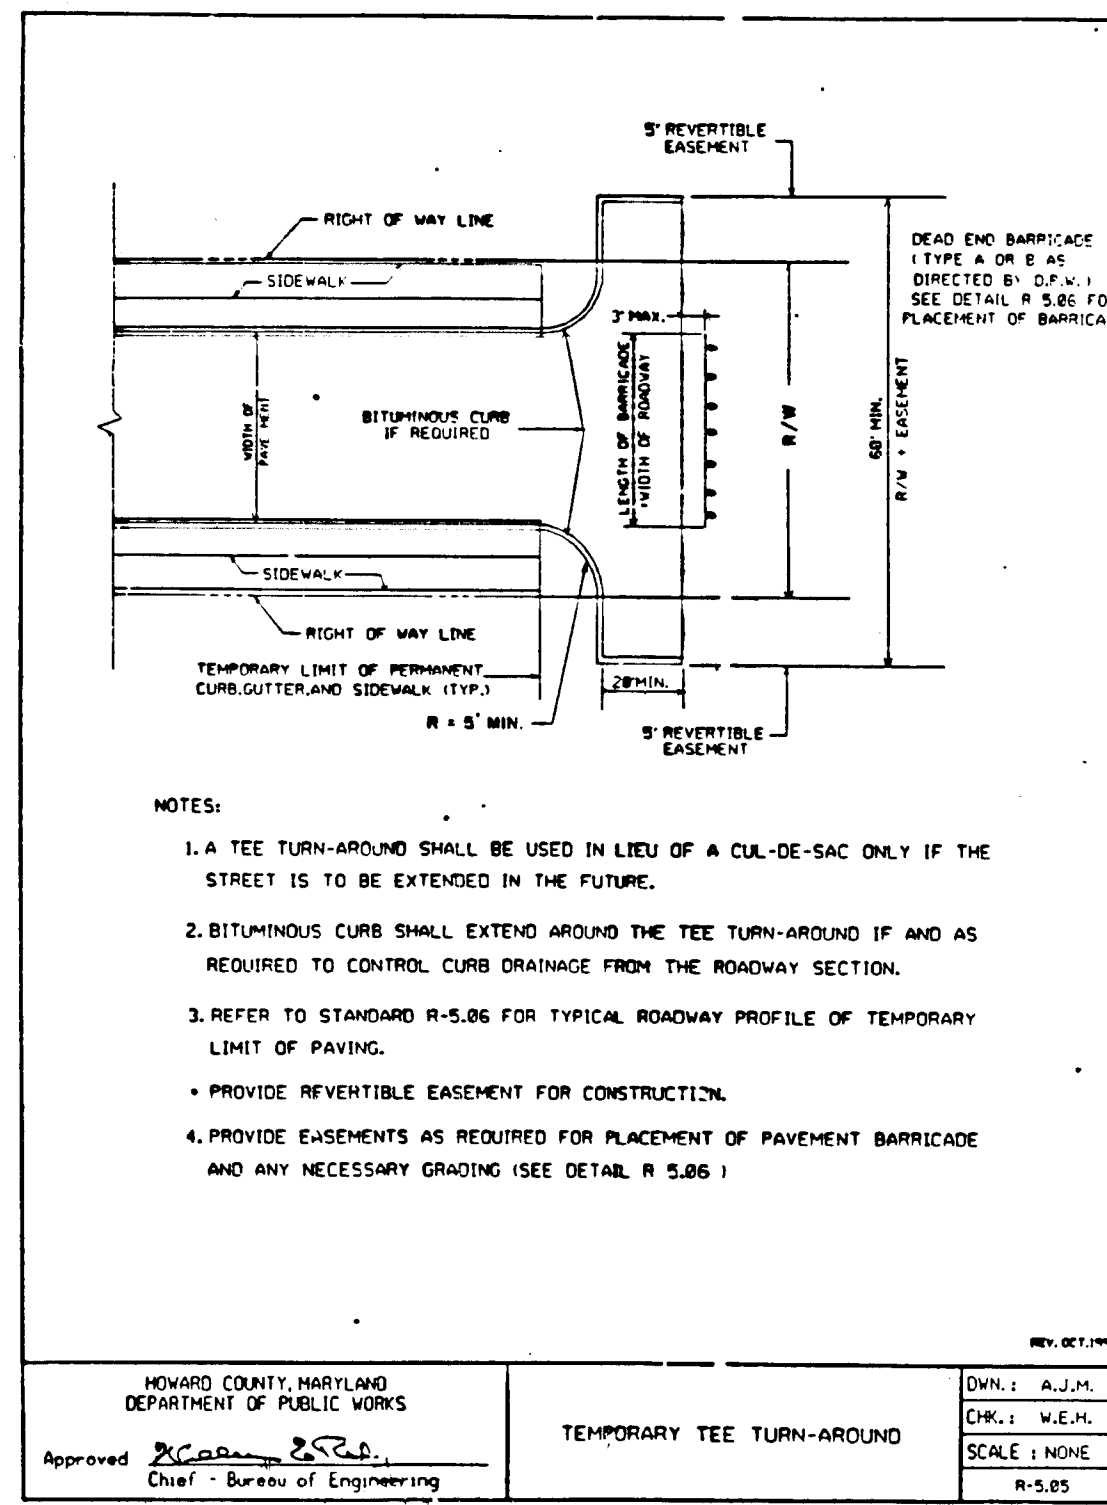 5' REVERTIBLE
EASEMENT
RIGHT OF WAY LINE
SIDEWALK
DEAD END BARRICADE
(TYPE A OR B AS
DIRECTED BY D.P.W.)
SEE DETAIL R 5.06 FO
PLACEMENT OF BARRICA
3' MAX.
WIDTH OF
PAVE MENT
BITUMINOUS CURB
IF REQUIRED
LENGTH OF BARRICADE
WIDTH OF ROADWAY
R/W
60' MIN.
R/W + EASEMENT
SIDEWALK
RIGHT OF WAY LINE
TEMPORARY LIMIT OF PERMANENT
CURB,GUTTER,AND SIDEWALK (TYP.)
20'MIN.
R = 5' MIN.
5' REVERTIBLE
EASEMENT
NOTES:
1. A TEE TURN-AROUND SHALL BE USED IN LIEU OF A CUL-DE-SAC ONLY IF THE
STREET IS TO BE EXTENDED IN THE FUTURE.
2. BITUMINOUS CURB SHALL EXTEND AROUND THE TEE TURN-AROUND IF AND AS
REQUIRED TO CONTROL CURB DRAINAGE FROM THE ROADWAY SECTION.
3. REFER TO STANDARD R-5.06 FOR TYPICAL ROADWAY PROFILE OF TEMPORARY
LIMIT OF PAVING.
• PROVIDE REVERTIBLE EASEMENT FOR CONSTRUCTION.
4. PROVIDE EASEMENTS AS REQUIRED FOR PLACEMENT OF PAVEMENT BARRICADE
AND ANY NECESSARY GRADING (SEE DETAIL R 5.06 )
REV. OCT.199
HOWARD COUNTY, MARYLAND
DEPARTMENT OF PUBLIC WORKS
Approved
Chief - Bureau of Engineering
TEMPORARY TEE TURN-AROUND
DWN.: A.J.M.
CHK.: W.E.H.
SCALE : NONE
R-5.05